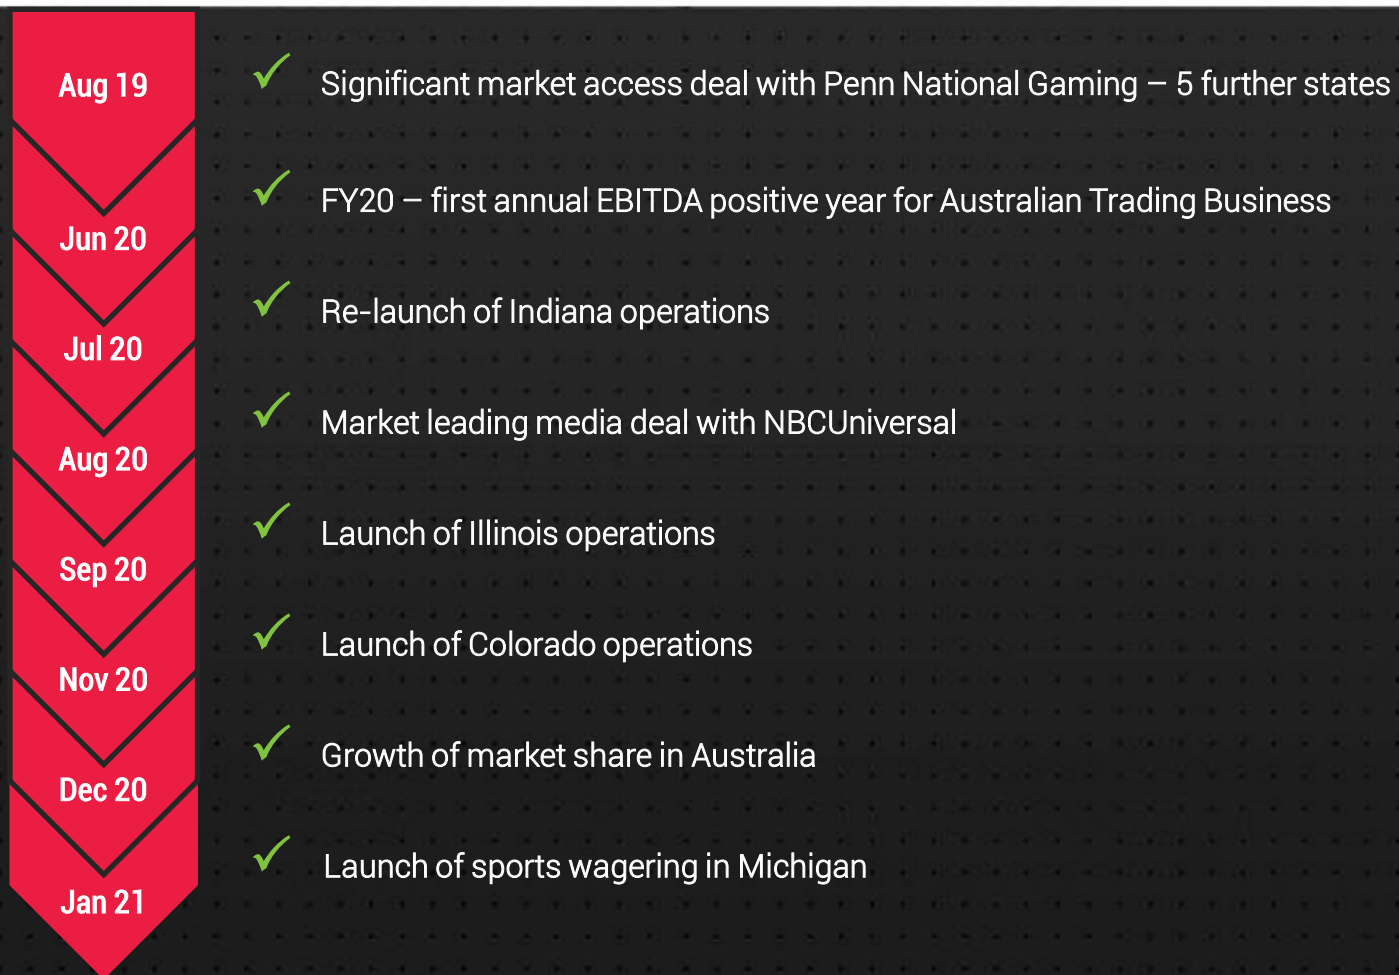 Aug 19
Significant market access deal with Penn National Gaming – 5 further states
FY20 – first annual EBITDA positive year for Australian Trading Business
Jun 20
Re-launch of Indiana operations
Jul 20
Market leading media deal with NBCUniversal
Aug 20
Launch of Illinois operations
Sep 20
Launch of Colorado operations
Nov 20
Growth of market share in Australia
Dec 20
Launch of sports wagering in Michigan
Jan 21